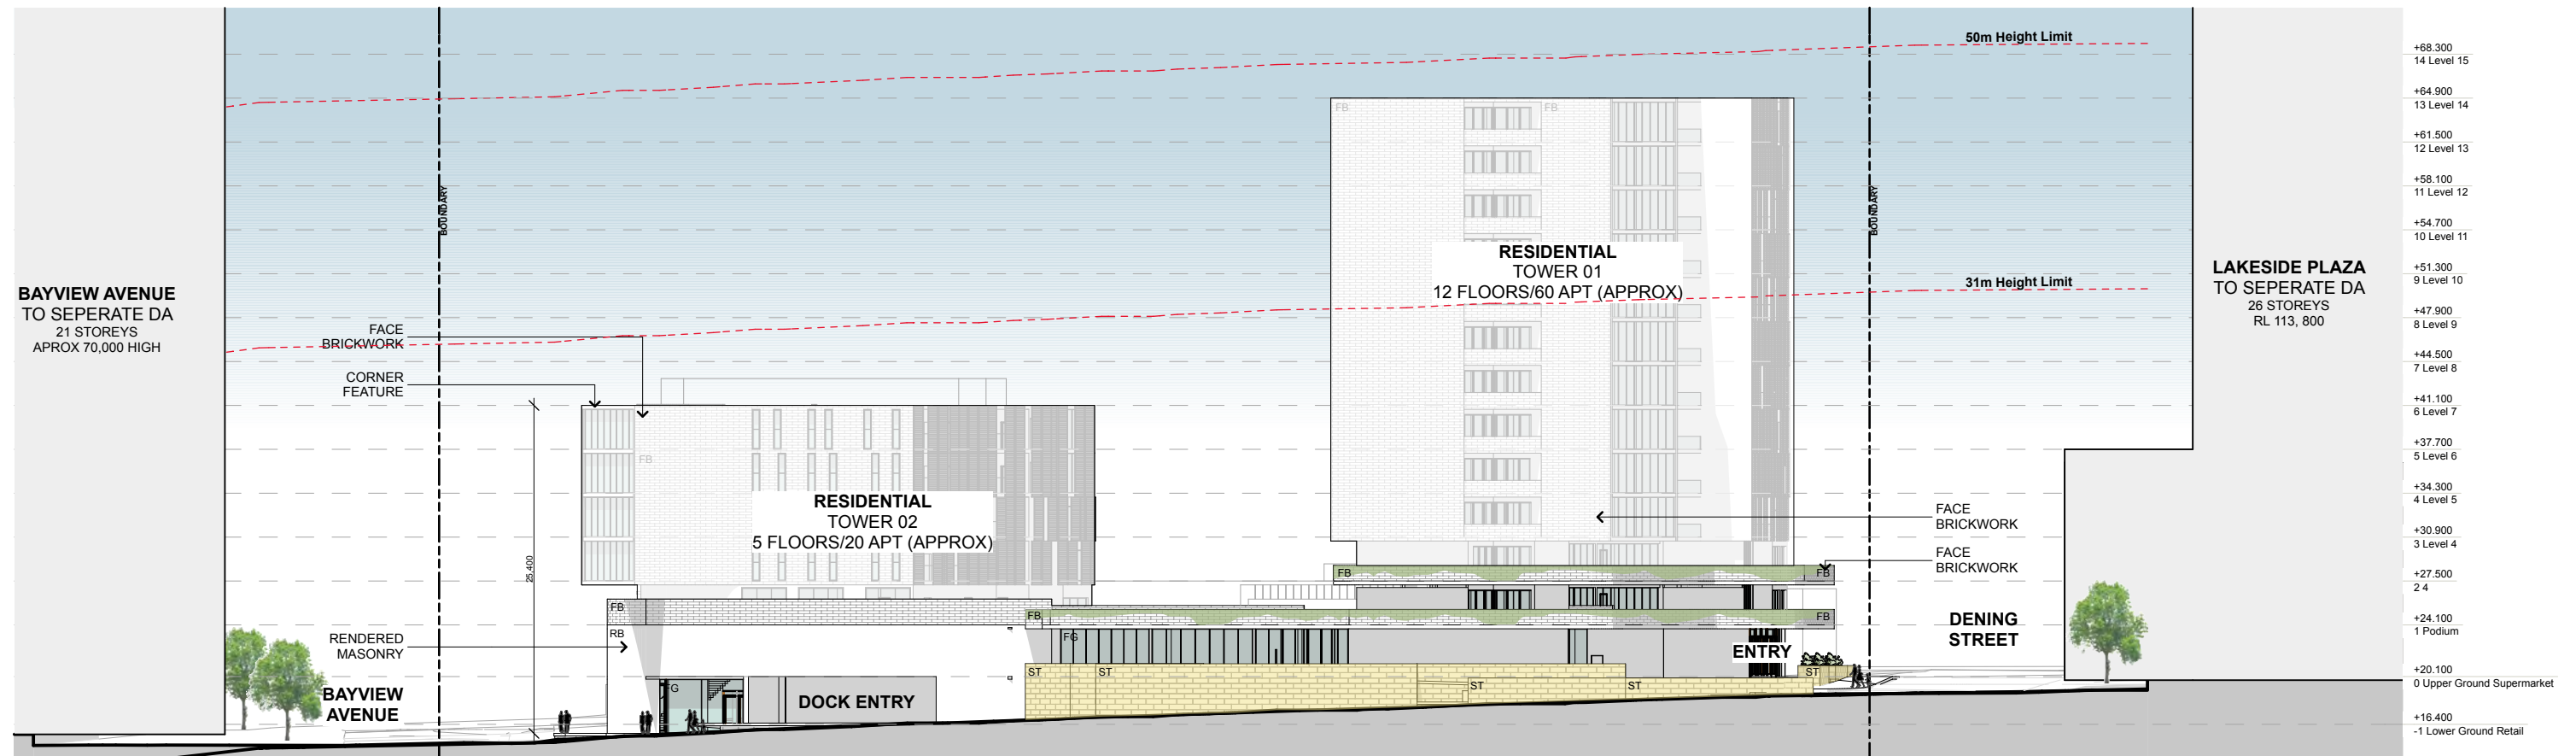 50m Height Limit
31m Height Limit
BOUNDARY
BOUNDARY
BAYVIEW AVENUE
TO SEPERATE DA
21 STOREYS
APROX 70,000 HIGH
FACE
BRICKWORK
CORNER
FEATURE
RENDERED
MASONRY
BAYVIEW
AVENUE
25,400
FB
RESIDENTIAL
TOWER 02
5 FLOORS/20 APT (APPROX)
FB
RB
FG
DOCK ENTRY
FB
FB
RESIDENTIAL
TOWER 01
12 FLOORS/60 APT (APPROX)
FB
FB
FB
FG
FB
ST
ST
ST
ST
ST
ENTRY
FACE
BRICKWORK
FACE
BRICKWORK
DENING
STREET
LAKESIDE PLAZA
TO SEPERATE DA
26 STOREYS
RL 113, 800
+68.300
14 Level 15
+64.900
13 Level 14
+61.500
12 Level 13
+58.100
11 Level 12
+54.700
10 Level 11
+51.300
9 Level 10
+47.900
8 Level 9
+44.500
7 Level 8
+41.100
6 Level 7
+37.700
5 Level 6
+34.300
4 Level 5
+30.900
3 Level 4
+27.500
2 4
+24.100
1 Podium
+20.100
0 Upper Ground Supermarket
+16.400
-1 Lower Ground Retail